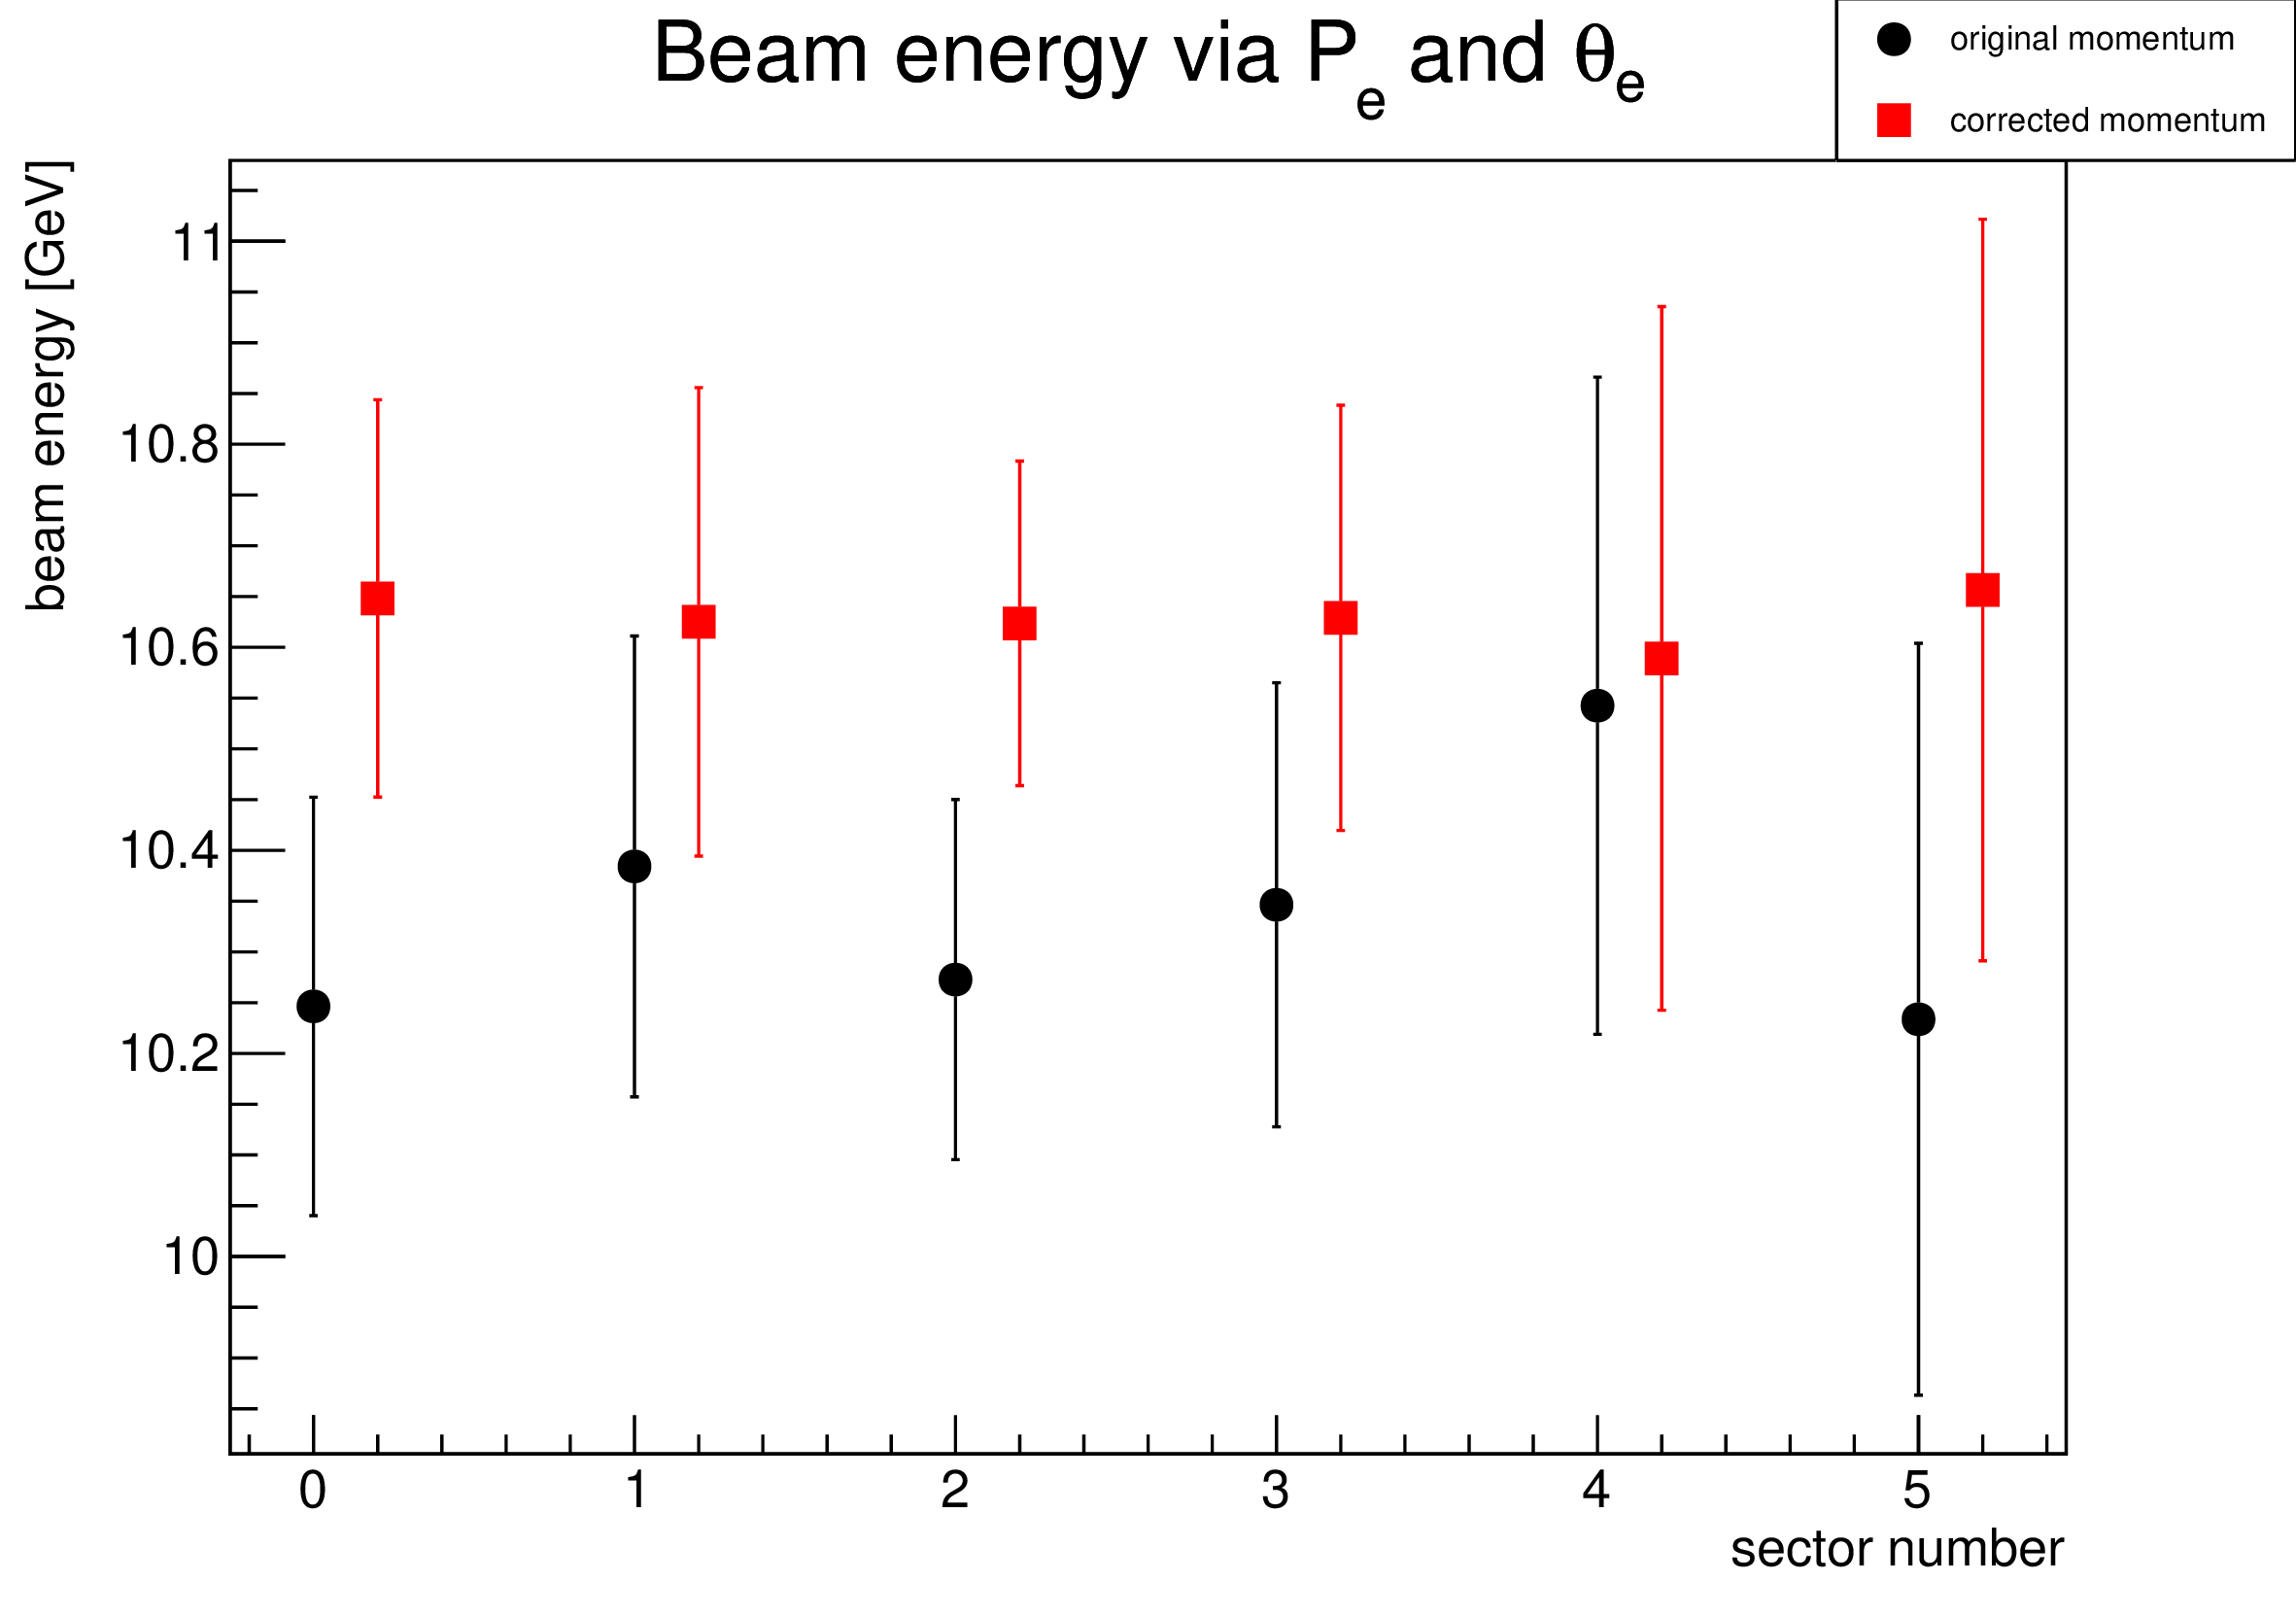 Beam energy via Pe and θe
original momentum
corrected momentum
beam energy [GeV]
11
10.8
10.6
10.4
10.2
10
0 1 2 3 4 5
sector number